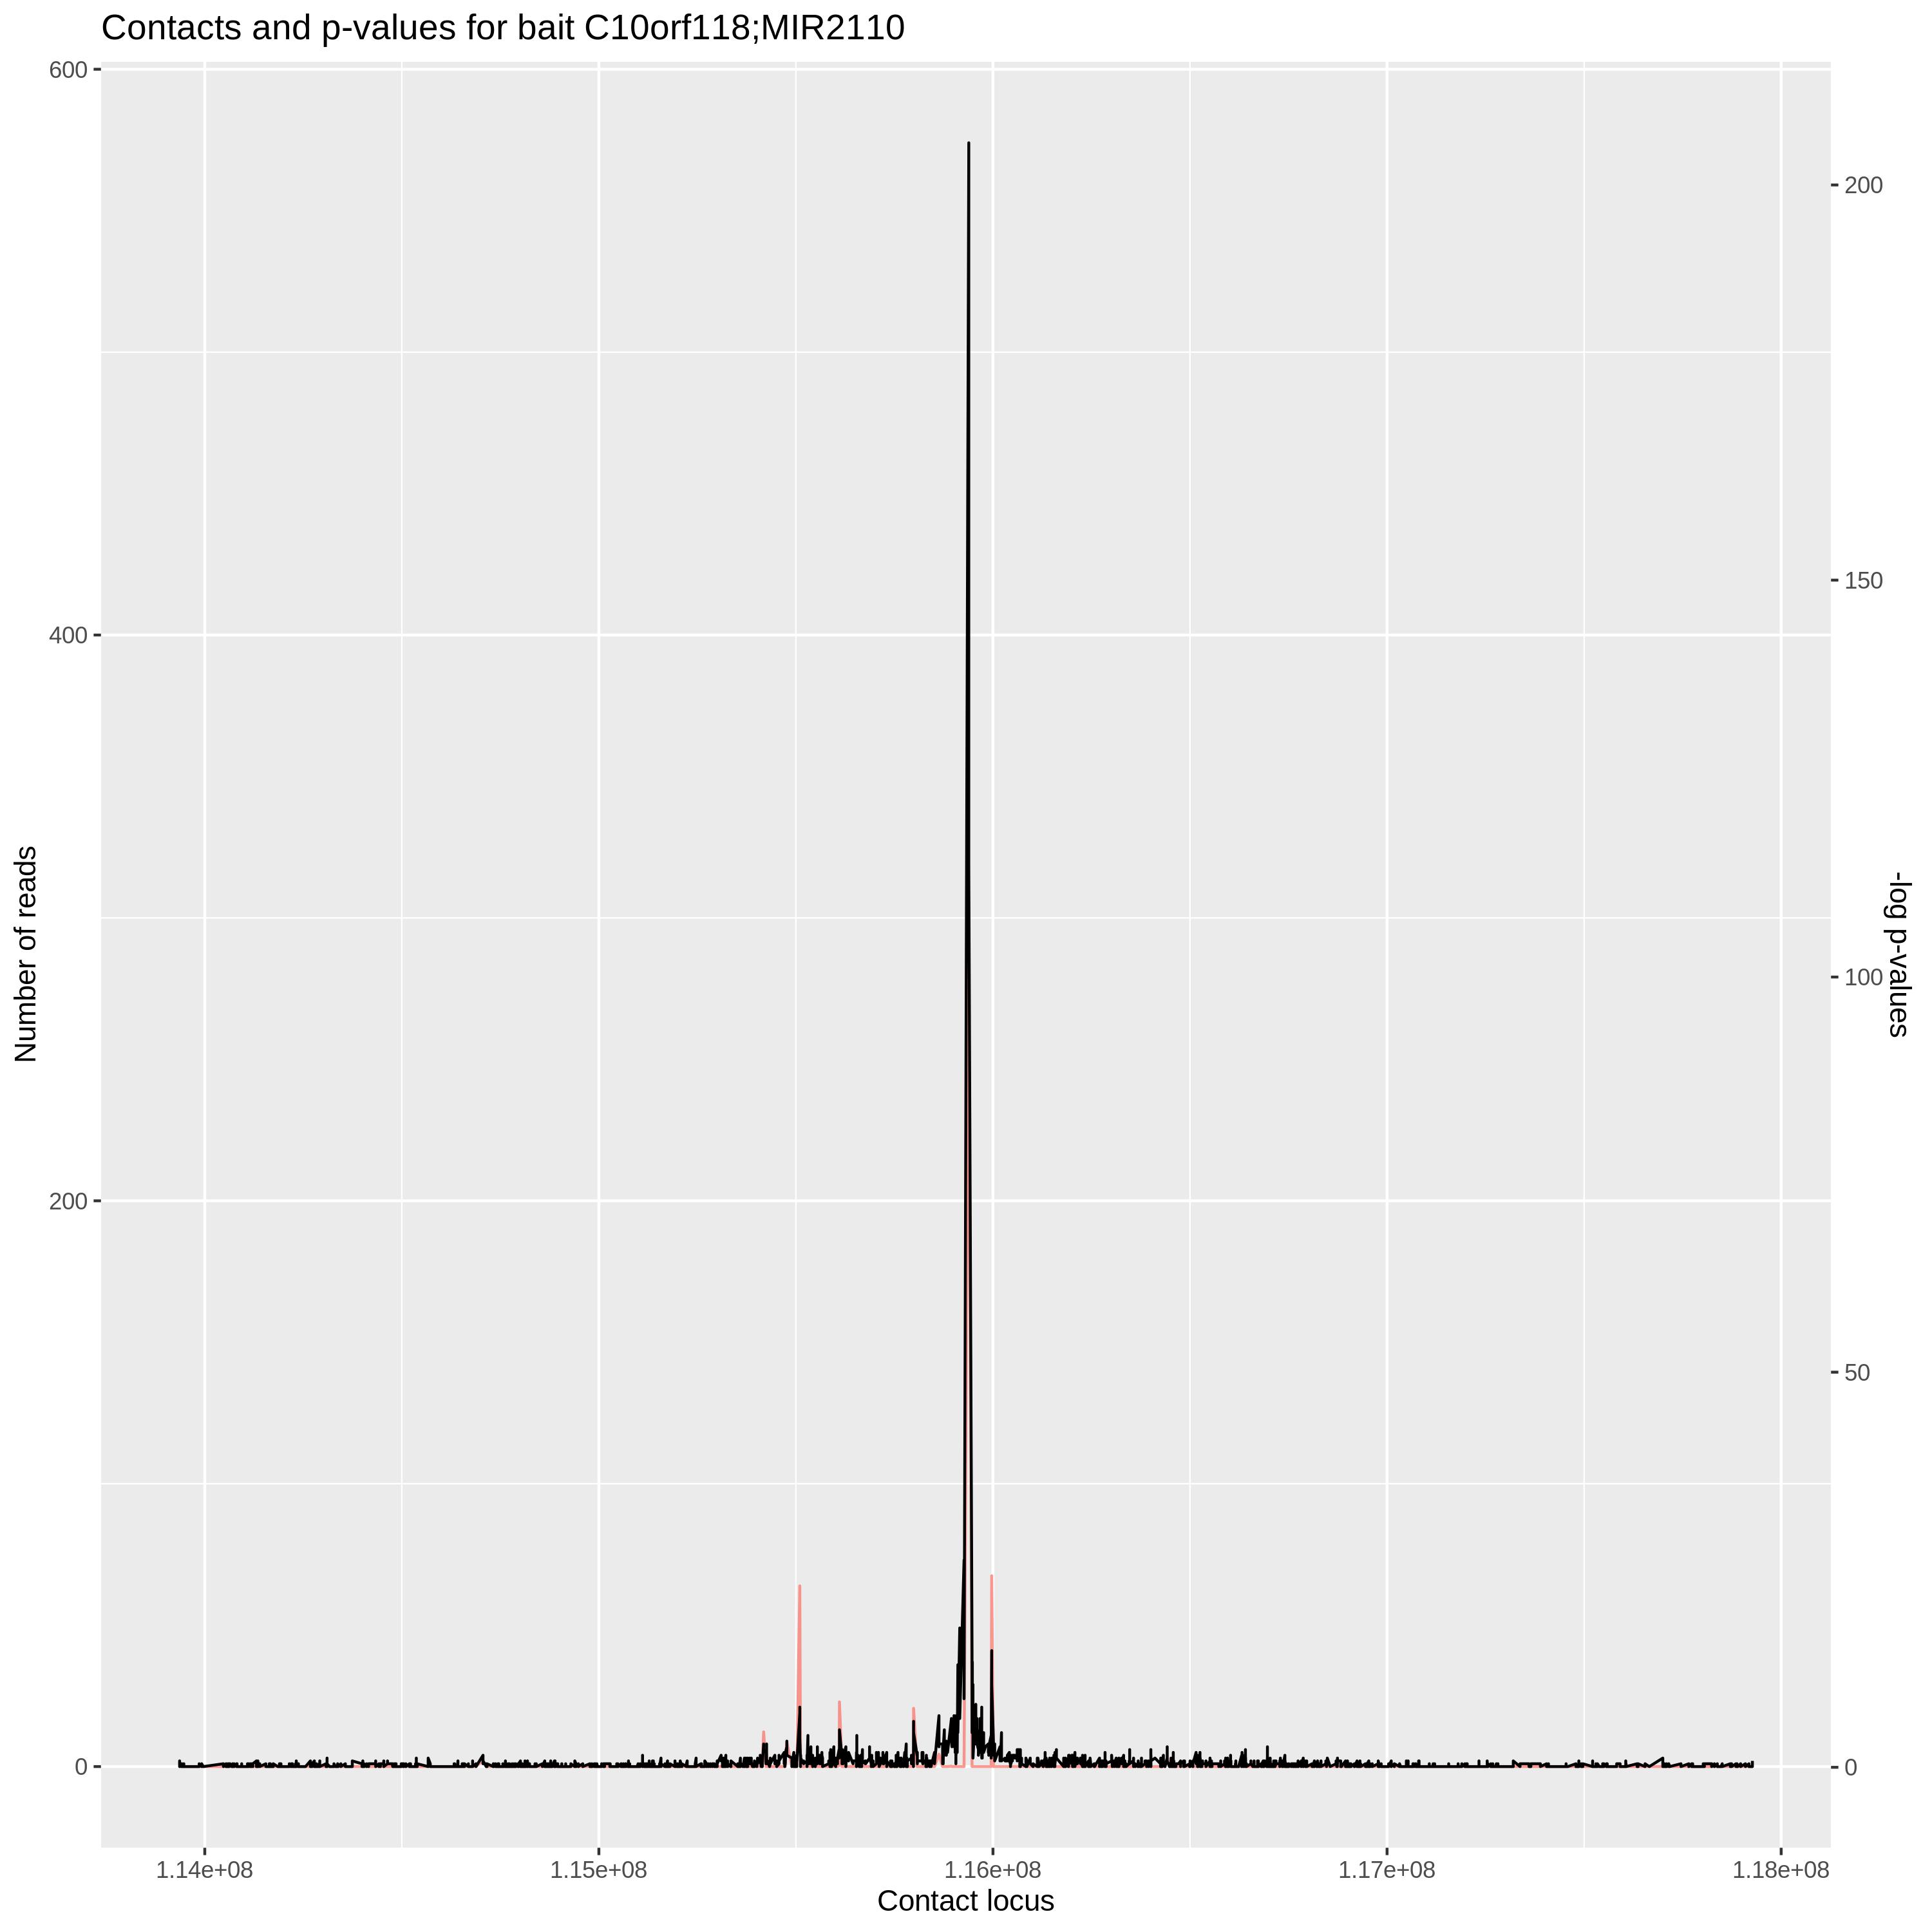 Contacts and p-values for bait C10orf118;MIR2110
600
400
200
0
Number of reads
200
150
100
50
0
-log p-values
1.14e+08
1.15e+08
1.16e+08
1.17e+08
1.18e+08
Contact locus